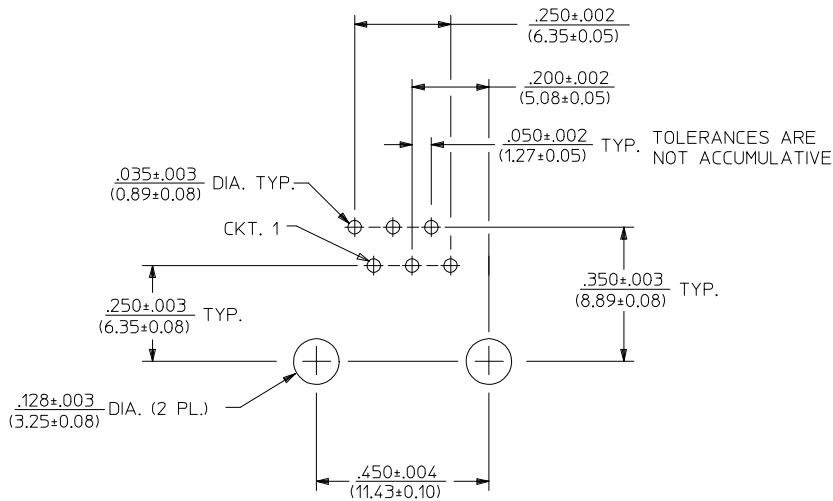 .250±.002
(6.35±0.05)
.200±.002
(5.08±0.05)
.050±.002
(1.27±0.05)
TYP. TOLERANCES ARE
NOT ACCUMULATIVE
.035±.003
(0.89±0.08)
DIA. TYP.
CKT. 1
.250±.003
(6.35±0.08)
TYP.
.350±.003
(8.89±0.08)
TYP.
.128±.003
(3.25±0.08)
DIA. (2 PL.)
.450±.004
(11.43±0.10)